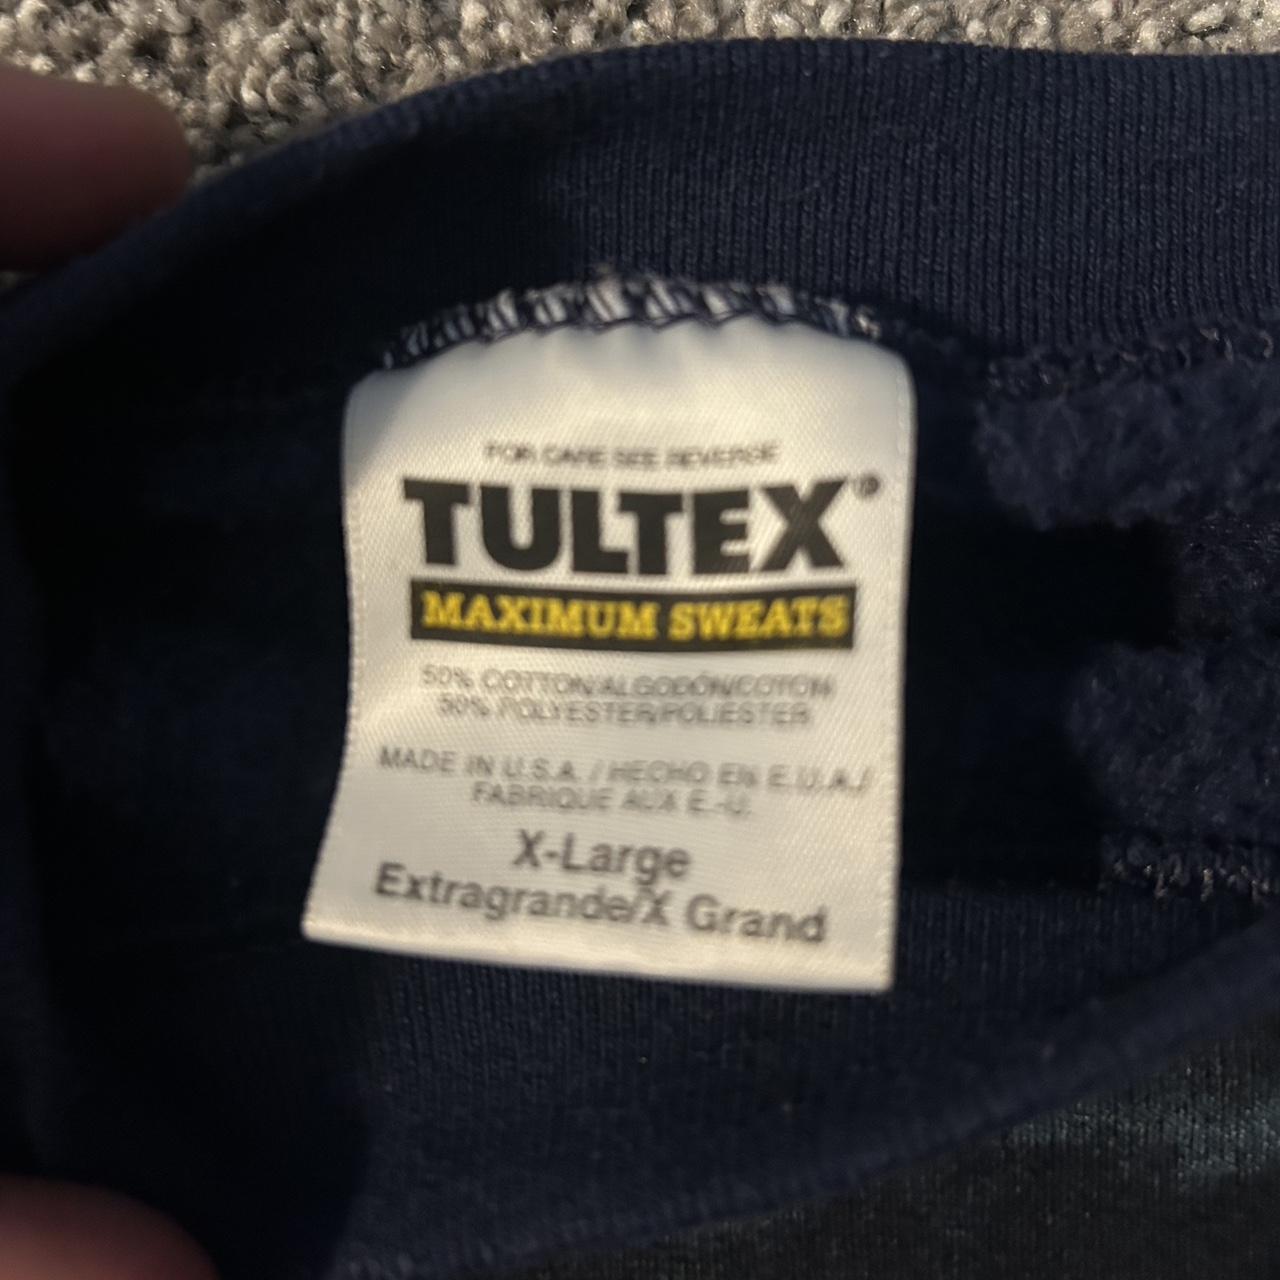 FOR CARE SEE REVERSE
TULTEX®
MAXIMUM SWEATS
50% COTTON/ALGODÓN/COTON
50% POLYESTER/POLIESTER
MADE IN U.S.A. / HECHO EN E.U.A./
FABRIQUE AUX E.-U.
X-Large
Extragrande/X Grand